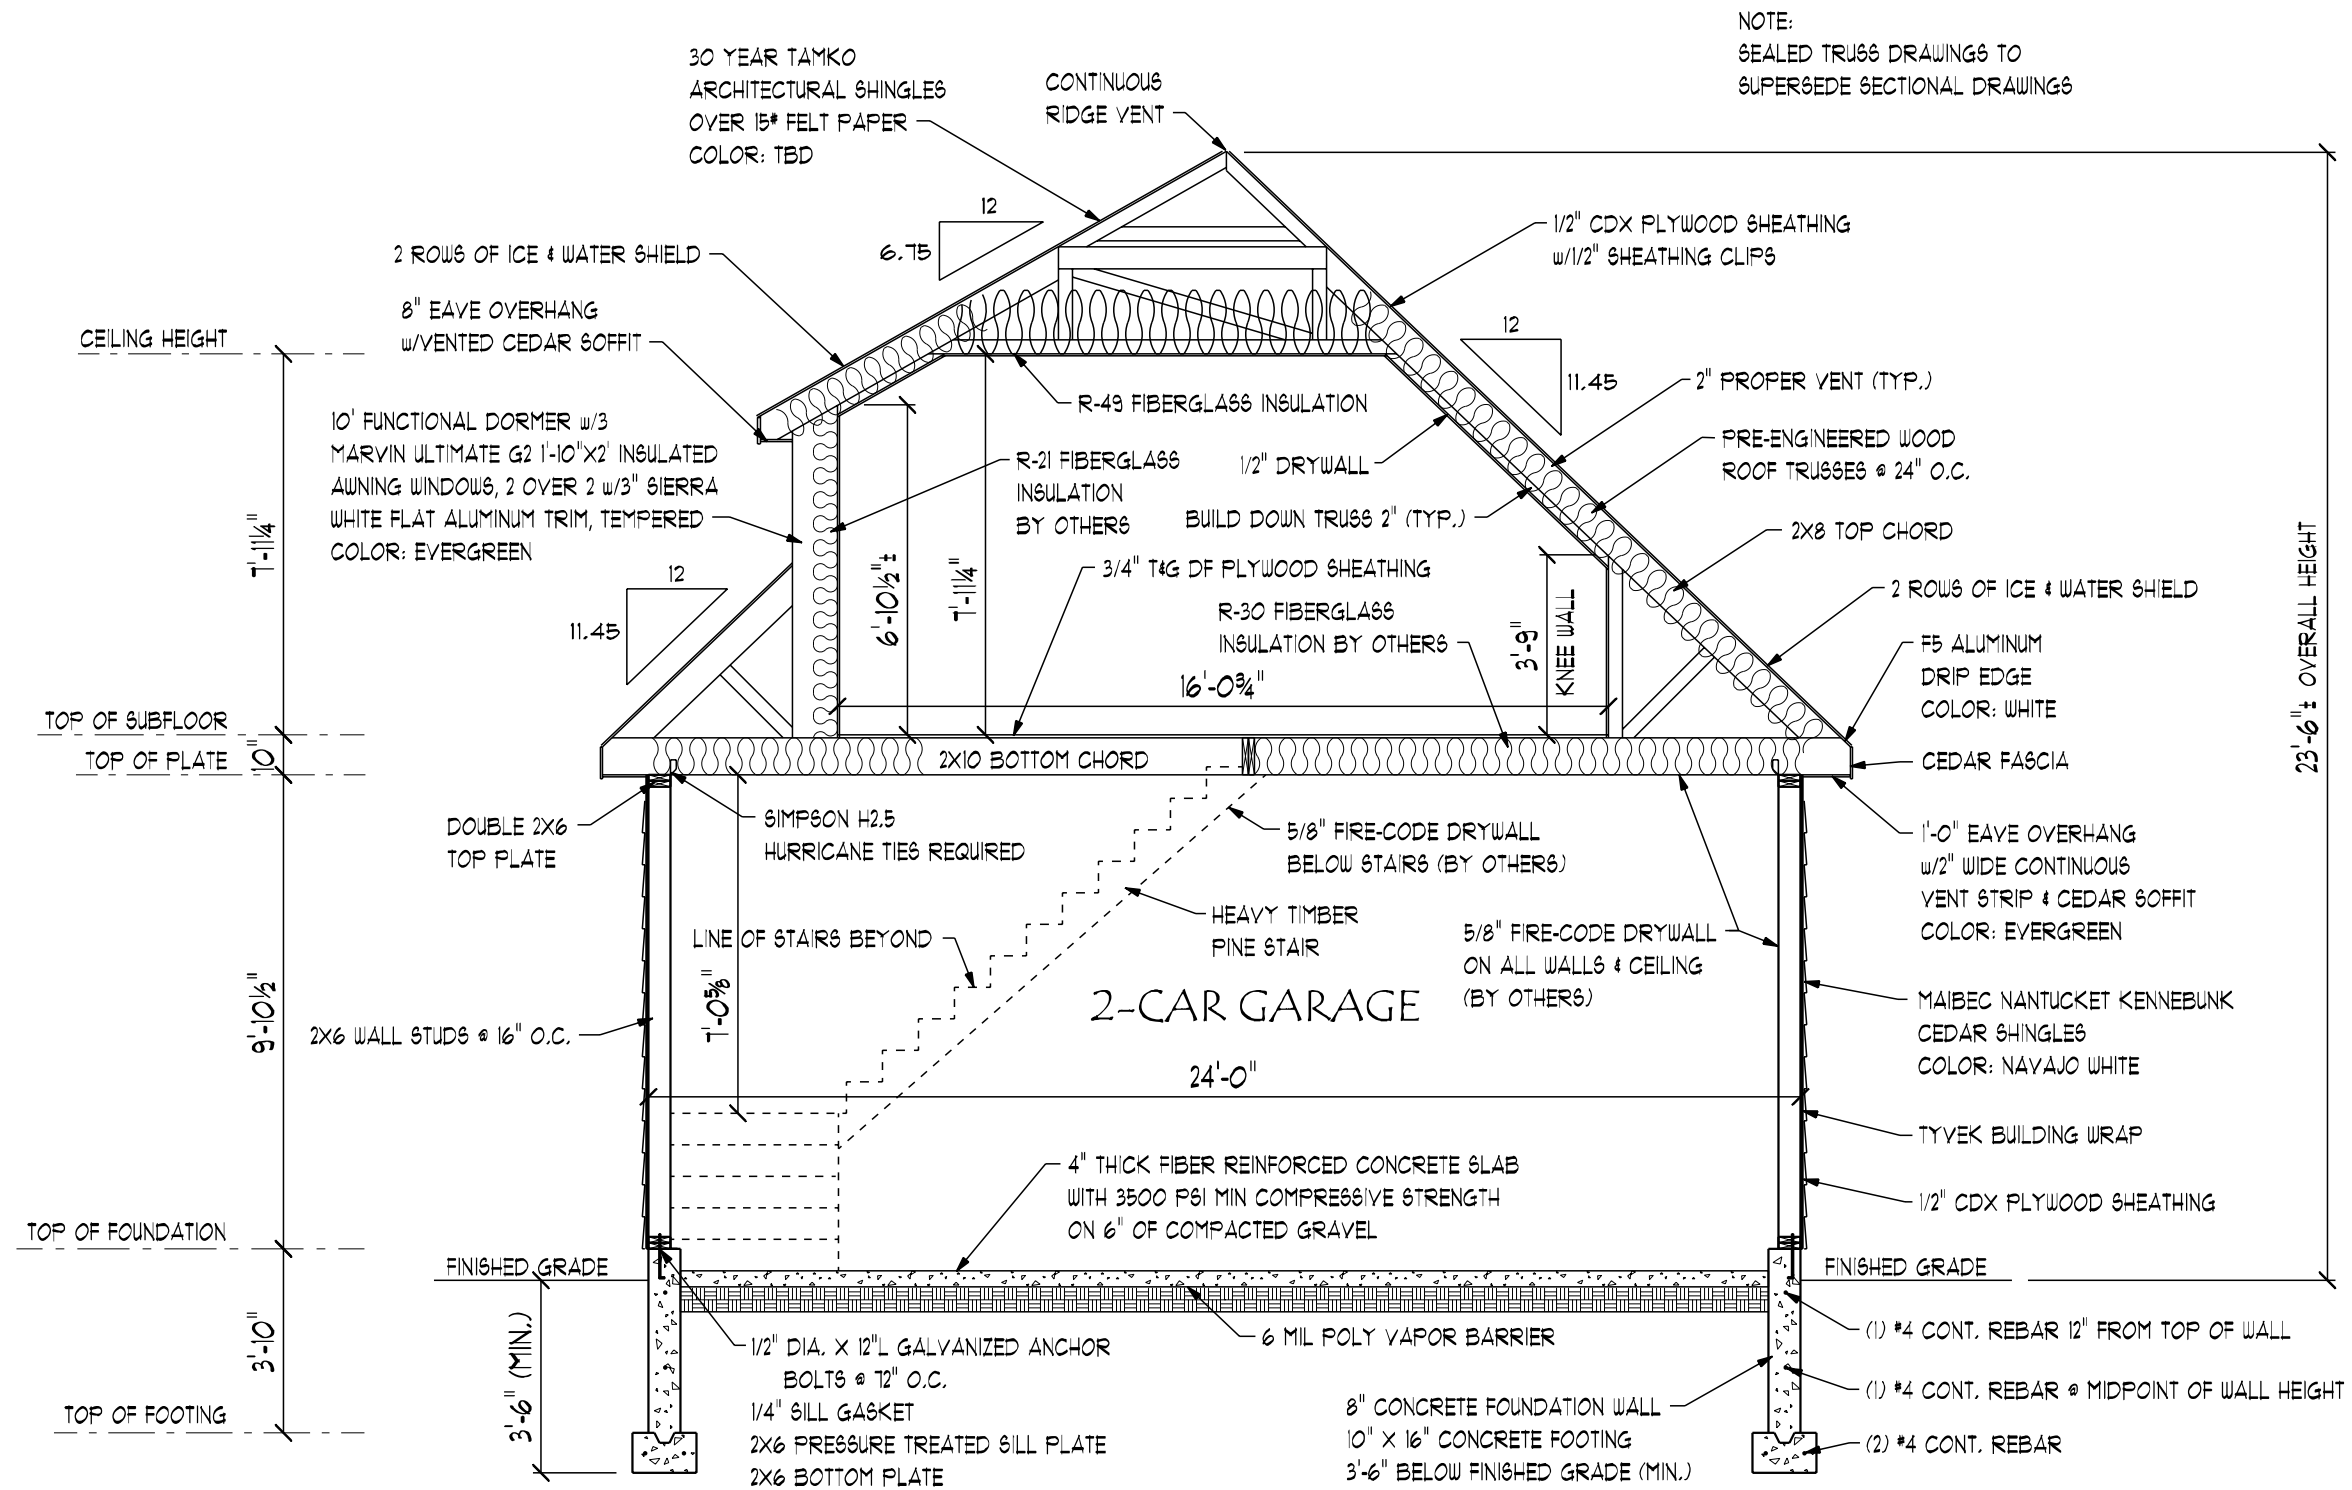 NOTE:
SEALED TRUSS DRAWINGS TO
SUPERSEDE SECTIONAL DRAWINGS
30 YEAR TAMKO
ARCHITECTURAL SHINGLES
OVER 15# FELT PAPER
COLOR: TBD
CONTINUOUS
RIDGE VENT
12
6.75
2 ROWS OF ICE & WATER SHIELD
8" EAVE OVERHANG
w/VENTED CEDAR SOFFIT
1/2" CDX PLYWOOD SHEATHING
w/1/2" SHEATHING CLIPS
12
11.45
CEILING HEIGHT
2" PROPER VENT (TYP.)
R-49 FIBERGLASS INSULATION
10' FUNCTIONAL DORMER w/3
MARVIN ULTIMATE G2 1'-10"X2' INSULATED
AWNING WINDOWS, 2 OVER 2 w/3" SIERRA
WHITE FLAT ALUMINUM TRIM, TEMPERED
COLOR: EVERGREEN
PRE-ENGINEERED WOOD
ROOF TRUSSES @ 24" O.C.
R-21 FIBERGLASS
INSULATION
BY OTHERS
1/2" DRYWALL
BUILD DOWN TRUSS 2" (TYP.)
2X8 TOP CHORD
7'-11¼"
12
11.45
6'-10½"±
7'-11¼"
3/4" T&G DF PLYWOOD SHEATHING
R-30 FIBERGLASS
INSULATION BY OTHERS
3'-9"
KNEE WALL
2 ROWS OF ICE & WATER SHIELD
F5 ALUMINUM
DRIP EDGE
COLOR: WHITE
23'-6"± OVERALL HEIGHT
16'-0¾"
TOP OF SUBFLOOR
10"
TOP OF PLATE
2X10 BOTTOM CHORD
CEDAR FASCIA
DOUBLE 2X6
TOP PLATE
SIMPSON H2.5
HURRICANE TIES REQUIRED
5/8" FIRE-CODE DRYWALL
BELOW STAIRS (BY OTHERS)
1'-0" EAVE OVERHANG
w/2" WIDE CONTINUOUS
VENT STRIP & CEDAR SOFFIT
COLOR: EVERGREEN
HEAVY TIMBER
PINE STAIR
LINE OF STAIRS BEYOND
5/8" FIRE-CODE DRYWALL
ON ALL WALLS & CEILING
(BY OTHERS)
9'-10½"
7'-0⅝"
2-CAR GARAGE
2X6 WALL STUDS @ 16" O.C.
MAIBEC NANTUCKET KENNEBUNK
CEDAR SHINGLES
COLOR: NAVAJO WHITE
24'-0"
TYVEK BUILDING WRAP
4" THICK FIBER REINFORCED CONCRETE SLAB
WITH 3500 PSI MIN COMPRESSIVE STRENGTH
ON 6" OF COMPACTED GRAVEL
1/2" CDX PLYWOOD SHEATHING
TOP OF FOUNDATION
FINISHED GRADE
FINISHED GRADE
3'-10"
3'-6" (MIN.)
1/2" DIA. X 12"L GALVANIZED ANCHOR
BOLTS @ 72" O.C.
1/4" SILL GASKET
2X6 PRESSURE TREATED SILL PLATE
2X6 BOTTOM PLATE
6 MIL POLY VAPOR BARRIER
(1) #4 CONT. REBAR 12" FROM TOP OF WALL
(1) #4 CONT. REBAR @ MIDPOINT OF WALL HEIGHT
TOP OF FOOTING
8" CONCRETE FOUNDATION WALL
10" X 16" CONCRETE FOOTING
3'-6" BELOW FINISHED GRADE (MIN.)
(2) #4 CONT. REBAR